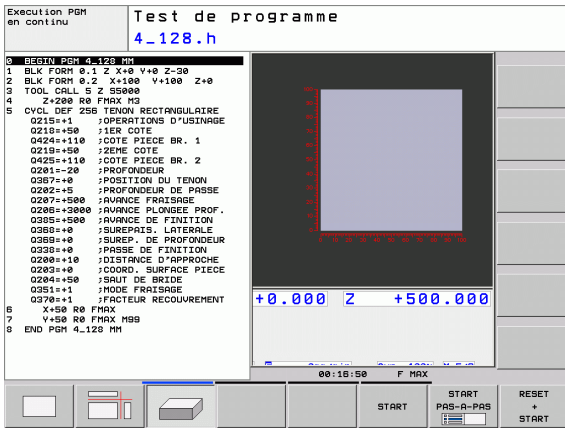 Execution PGM
en continu
Test de programme
4_128.h
0 BEGIN PGM 4_128 MM
1 BLK FORM 0.1 Z X+0 Y+0 Z-30
2 BLK FORM 0.2 X+100 Y+100 Z+0
3 TOOL CALL 5 Z S5000
4 Z+200 R0 FMAX M3
5 CYCL DEF 256 TENON RECTANGULAIRE
Q215=+1 ;OPERATIONS D'USINAGE
Q218=+50 ;1ER COTE
Q424=+110 ;COTE PIECE BR. 1
Q219=+50 ;2EME COTE
Q425=+110 ;COTE PIECE BR. 2
Q201=-20 ;PROFONDEUR
Q367=+0 ;POSITION DU TENON
Q202=+5 ;PROFONDEUR DE PASSE
Q207=+500 ;AVANCE FRAISAGE
Q206=+3000 ;AVANCE PLONGEE PROF.
Q385=+500 ;AVANCE DE FINITION
Q368=+0 ;SUREPAIS. LATERALE
Q369=+0 ;SUREP. DE PROFONDEUR
Q338=+0 ;PASSE DE FINITION
Q200=+10 ;DISTANCE D'APPROCHE
Q203=+0 ;COORD. SURFACE PIECE
Q204=+50 ;SAUT DE BRIDE
Q351=+1 ;MODE FRAISAGE
Q370=+1 ;FACTEUR RECOUVREMENT
6 X+50 R0 FMAX
7 Y+50 R0 FMAX M99
8 END PGM 4_128 MM
+0.000 Z +500.000
00:16:50 F MAX
START
START
PAS-A-PAS
RESET
+
START